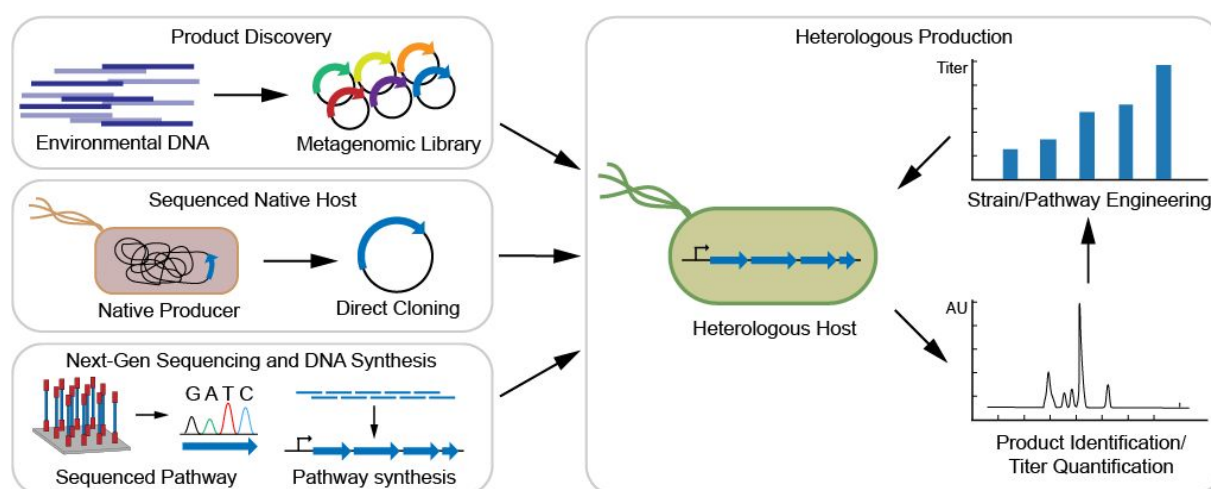 Product Discovery
Environmental DNA
Metagenomic Library
Sequenced Native Host
Native Producer
Direct Cloning
Next-Gen Sequencing and DNA Synthesis
G A T C
Sequenced Pathway
Pathway synthesis
Heterologous Production
Heterologous Host
Titer
Strain/Pathway Engineering
AU
Product Identification/
Titer Quantification